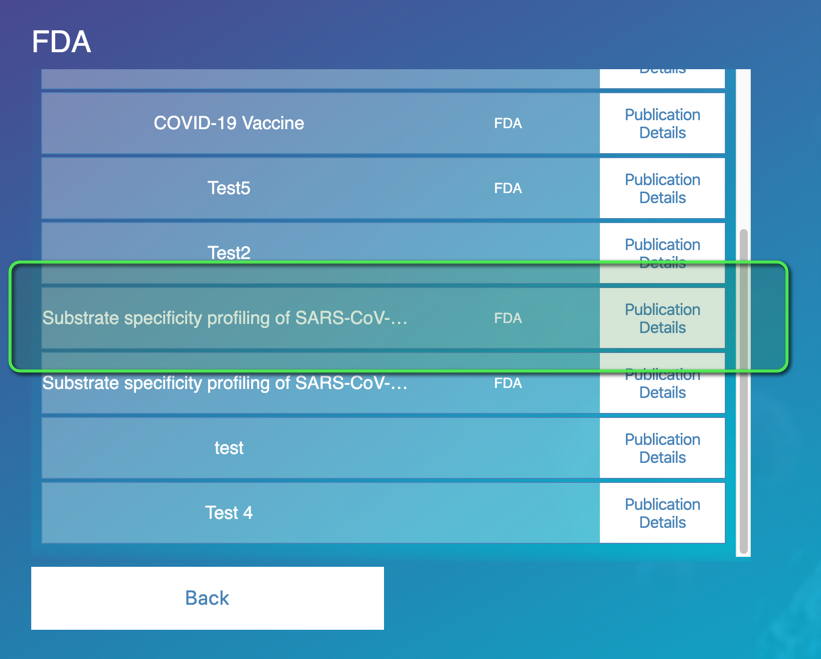 FDA
Details
COVID-19 Vaccine FDA Publication Details
Test5 FDA Publication Details
Test2 Publication Details
Substrate specificity profiling of SARS-CoV-... FDA Publication Details
Substrate specificity profiling of SARS-CoV-... FDA Publication Details
test Publication Details
Test 4 Publication Details
Back